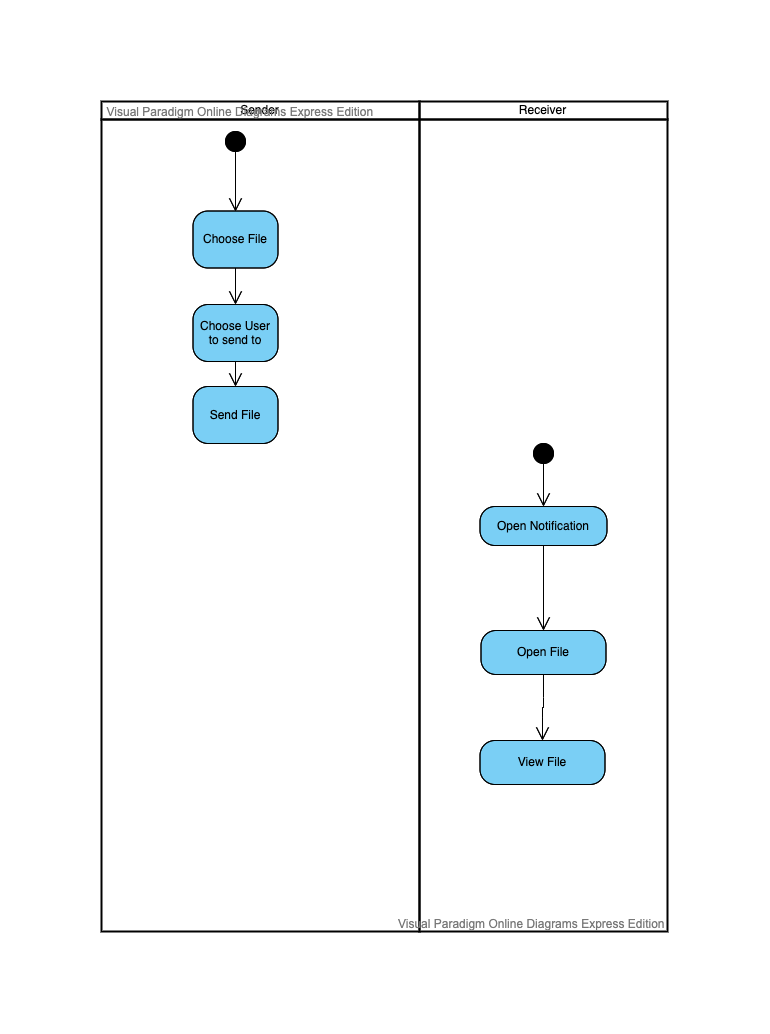 Sender
Visual Paradigm Online Diagrams Express Edition
Receiver
Choose File
Choose User
to send to
Send File
Open Notification
Open File
View File
Visual Paradigm Online Diagrams Express Edition